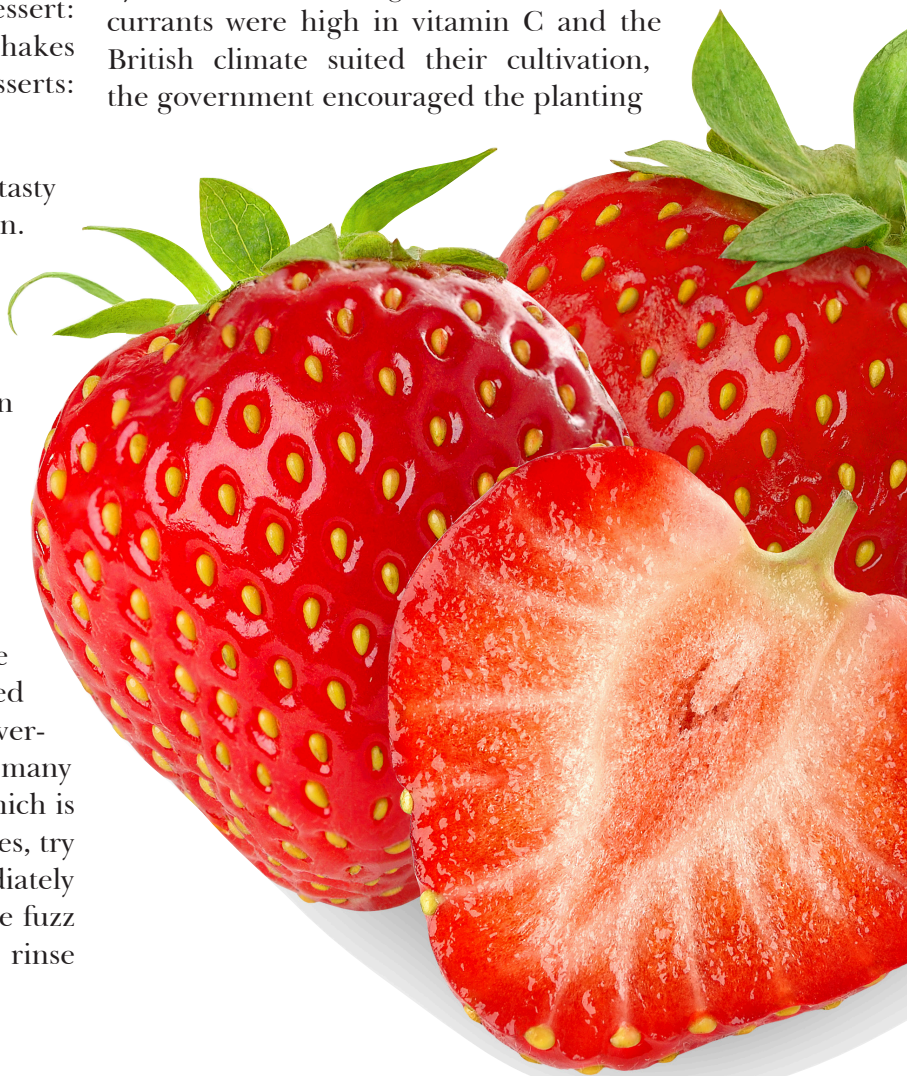 essert:
hakes
sserts:
tasty
n.
n
e
ed
ver-
many
hich is
es, try
diately
e fuzz
rinse
currants were high in vitamin C and the
British climate suited their cultivation,
the government encouraged the planting